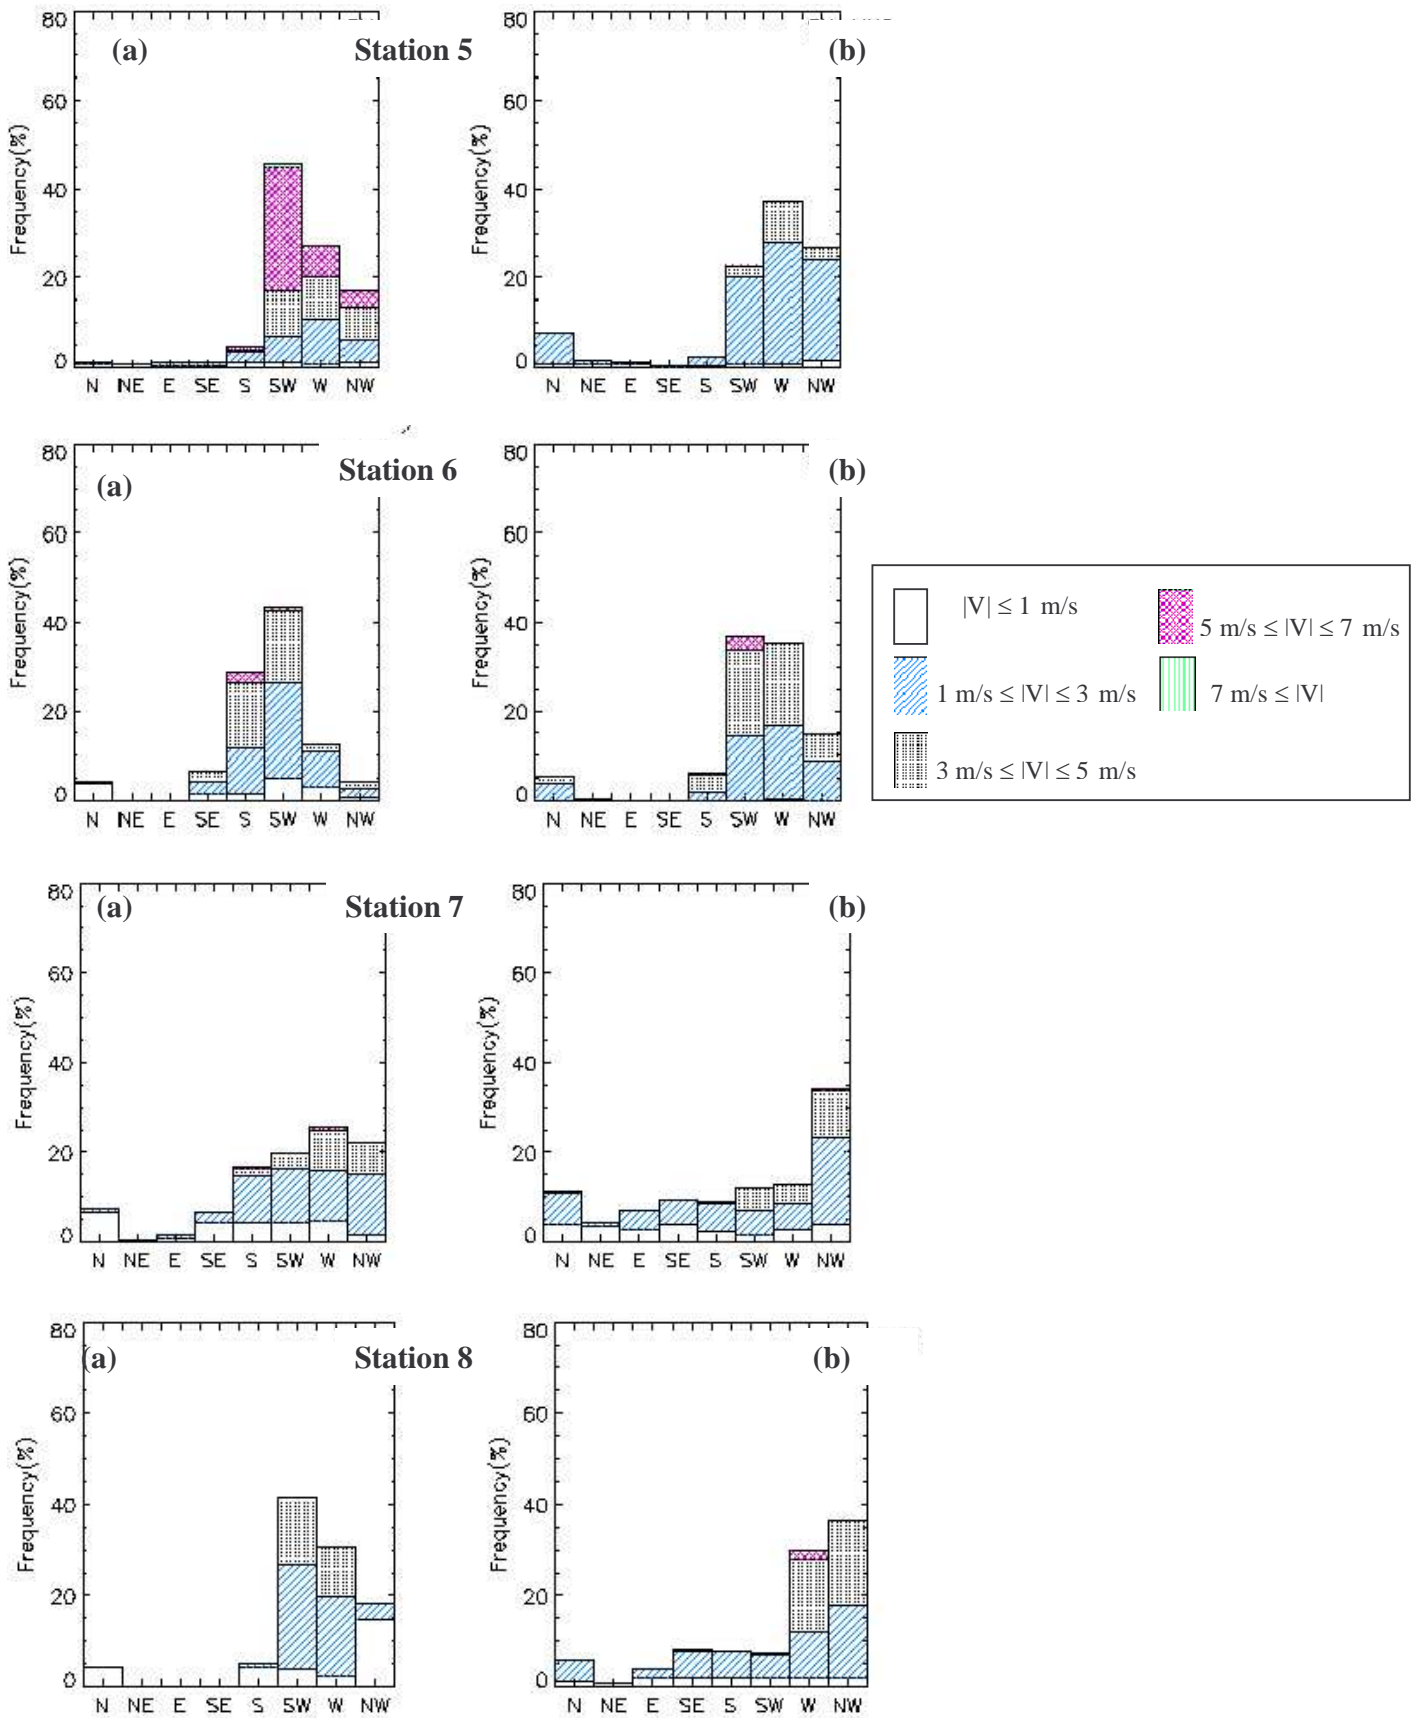 (a) Station 5 (b)
80 80
60 60
40 40
20 20
0 0
Frequency(%) Frequency(%)
N NE E SE S SW W NW N NE E SE S SW W NW
(a) Station 6 (b)
80 80
60 60
40 40
20 20
0 0
Frequency(%) Frequency(%)
N NE E SE S SW W NW N NE E SE S SW W NW
|V| ≤ 1 m/s
5 m/s ≤ |V| ≤ 7 m/s
1 m/s ≤ |V| ≤ 3 m/s
7 m/s ≤ |V|
3 m/s ≤ |V| ≤ 5 m/s
(a) Station 7 (b)
80 80
60 60
40 40
20 20
0 0
Frequency(%) Frequency(%)
N NE E SE S SW W NW N NE E SE S SW W NW
(a) Station 8 (b)
80 80
60 60
40 40
20 20
0 0
Frequency(%) Frequency(%)
N NE E SE S SW W NW N NE E SE S SW W NW